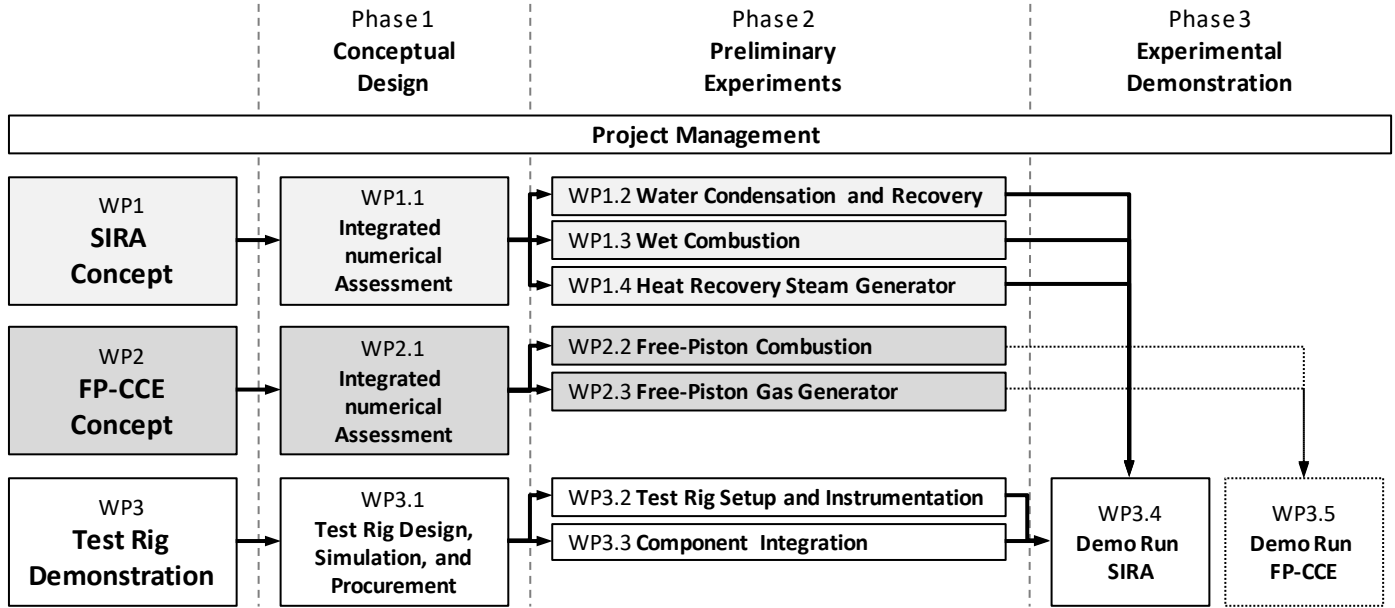 Phase 1
Conceptual
Design
Phase 2
Preliminary
Experiments
Phase 3
Experimental
Demonstration
Project Management
WP1
SIRA
Concept
WP1.1
Integrated
numerical
Assessment
WP1.2 Water Condensation and Recovery
WP1.3 Wet Combustion
WP1.4 Heat Recovery Steam Generator
WP2
FP-CCE
Concept
WP2.1
Integrated
numerical
Assessment
WP2.2 Free-Piston Combustion
WP2.3 Free-Piston Gas Generator
WP3
Test Rig
Demonstration
WP3.1
Test Rig Design,
Simulation, and
Procurement
WP3.2 Test Rig Setup and Instrumentation
WP3.3 Component Integration
WP3.4
Demo Run
SIRA
WP3.5
Demo Run
FP-CCE